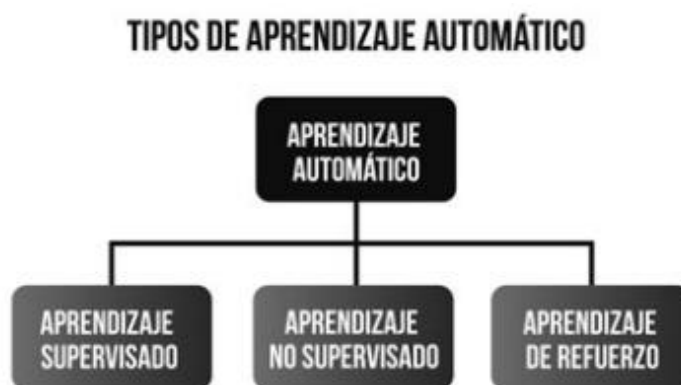 TIPOS DE APRENDIZAJE AUTOMÁTICO
APRENDIZAJE
AUTOMÁTICO
APRENDIZAJE
SUPERVISADO
APRENDIZAJE
NO SUPERVISADO
APRENDIZAJE
DE REFUERZO